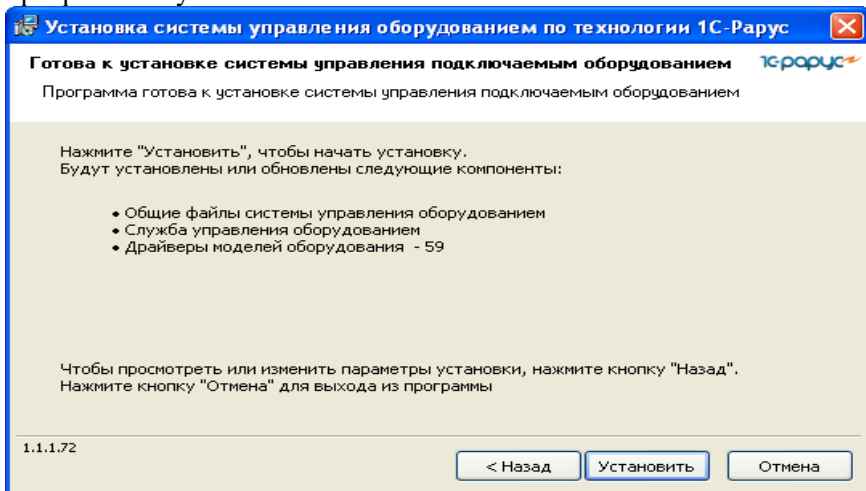 Установка системы управления оборудованием по технологии 1С-Рарус
Готова к установке системы управления подключаемым оборудованием
1С·рарус
Программа готова к установке системы управления подключаемым оборудованием
Нажмите "Установить", чтобы начать установку.
Будут установлены или обновлены следующие компоненты:
• Общие файлы системы управления оборудованием
• Служба управления оборудованием
• Драйверы моделей оборудования - 59
Чтобы просмотреть или изменить параметры установки, нажмите кнопку "Назад".
Нажмите кнопку "Отмена" для выхода из программы
1.1.1.72
< Назад
Установить
Отмена